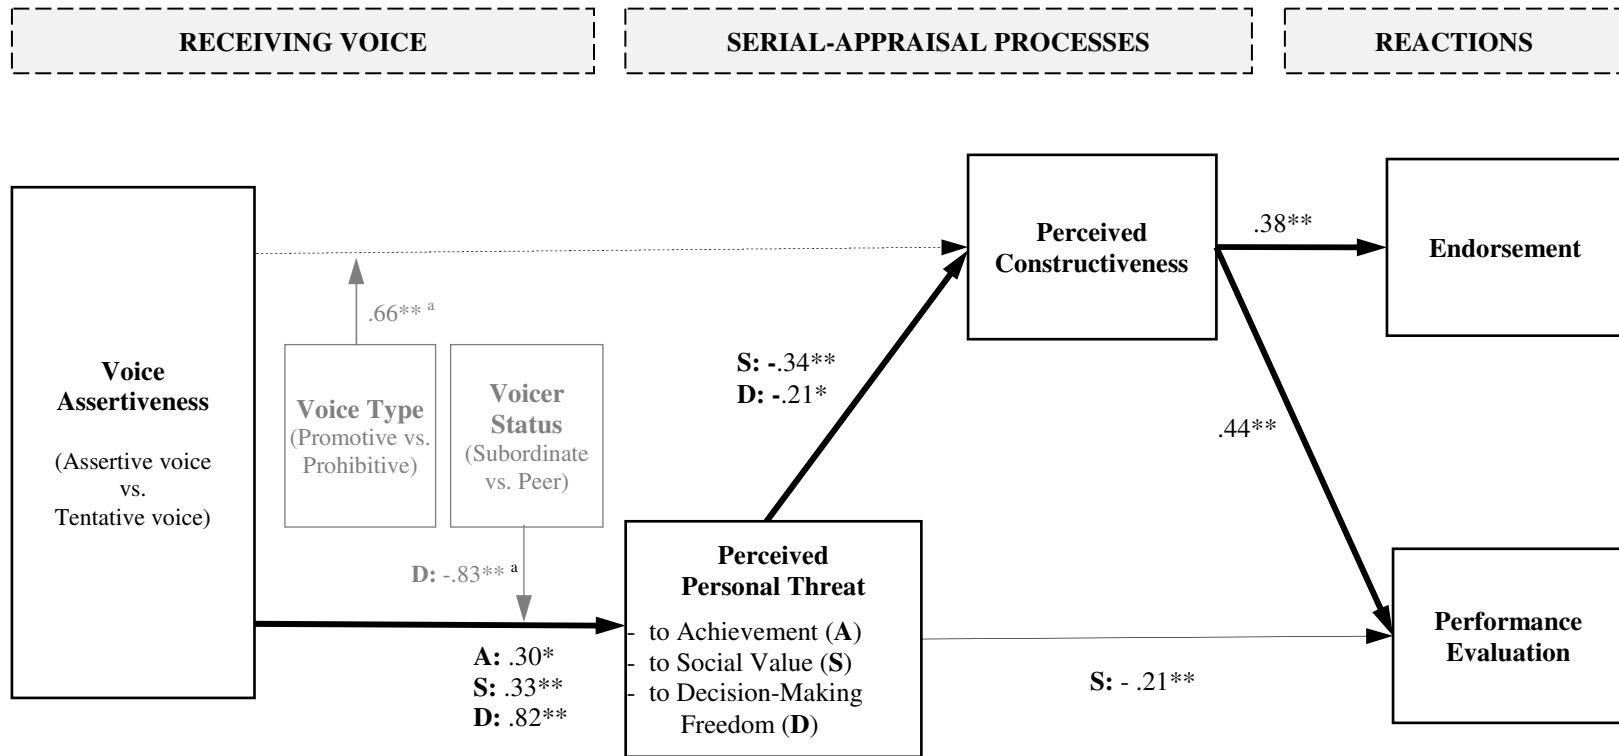 RECEIVING VOICE
SERIAL-APPRAISAL PROCESSES
REACTIONS
Voice
Assertiveness
(Assertive voice
vs.
Tentative voice)
.66** a
Voice Type
(Promotive vs.
Prohibitive)
Voicer
Status
(Subordinate
vs. Peer)
D: -.83** a
A: .30*
S: .33**
D: .82**
Perceived
Personal Threat
- to Achievement (A)
- to Social Value (S)
- to Decision-Making
Freedom (D)
S: -.34**
D: -.21*
Perceived
Constructiveness
.38**
.44**
S: - .21**
Endorsement
Performance
Evaluation